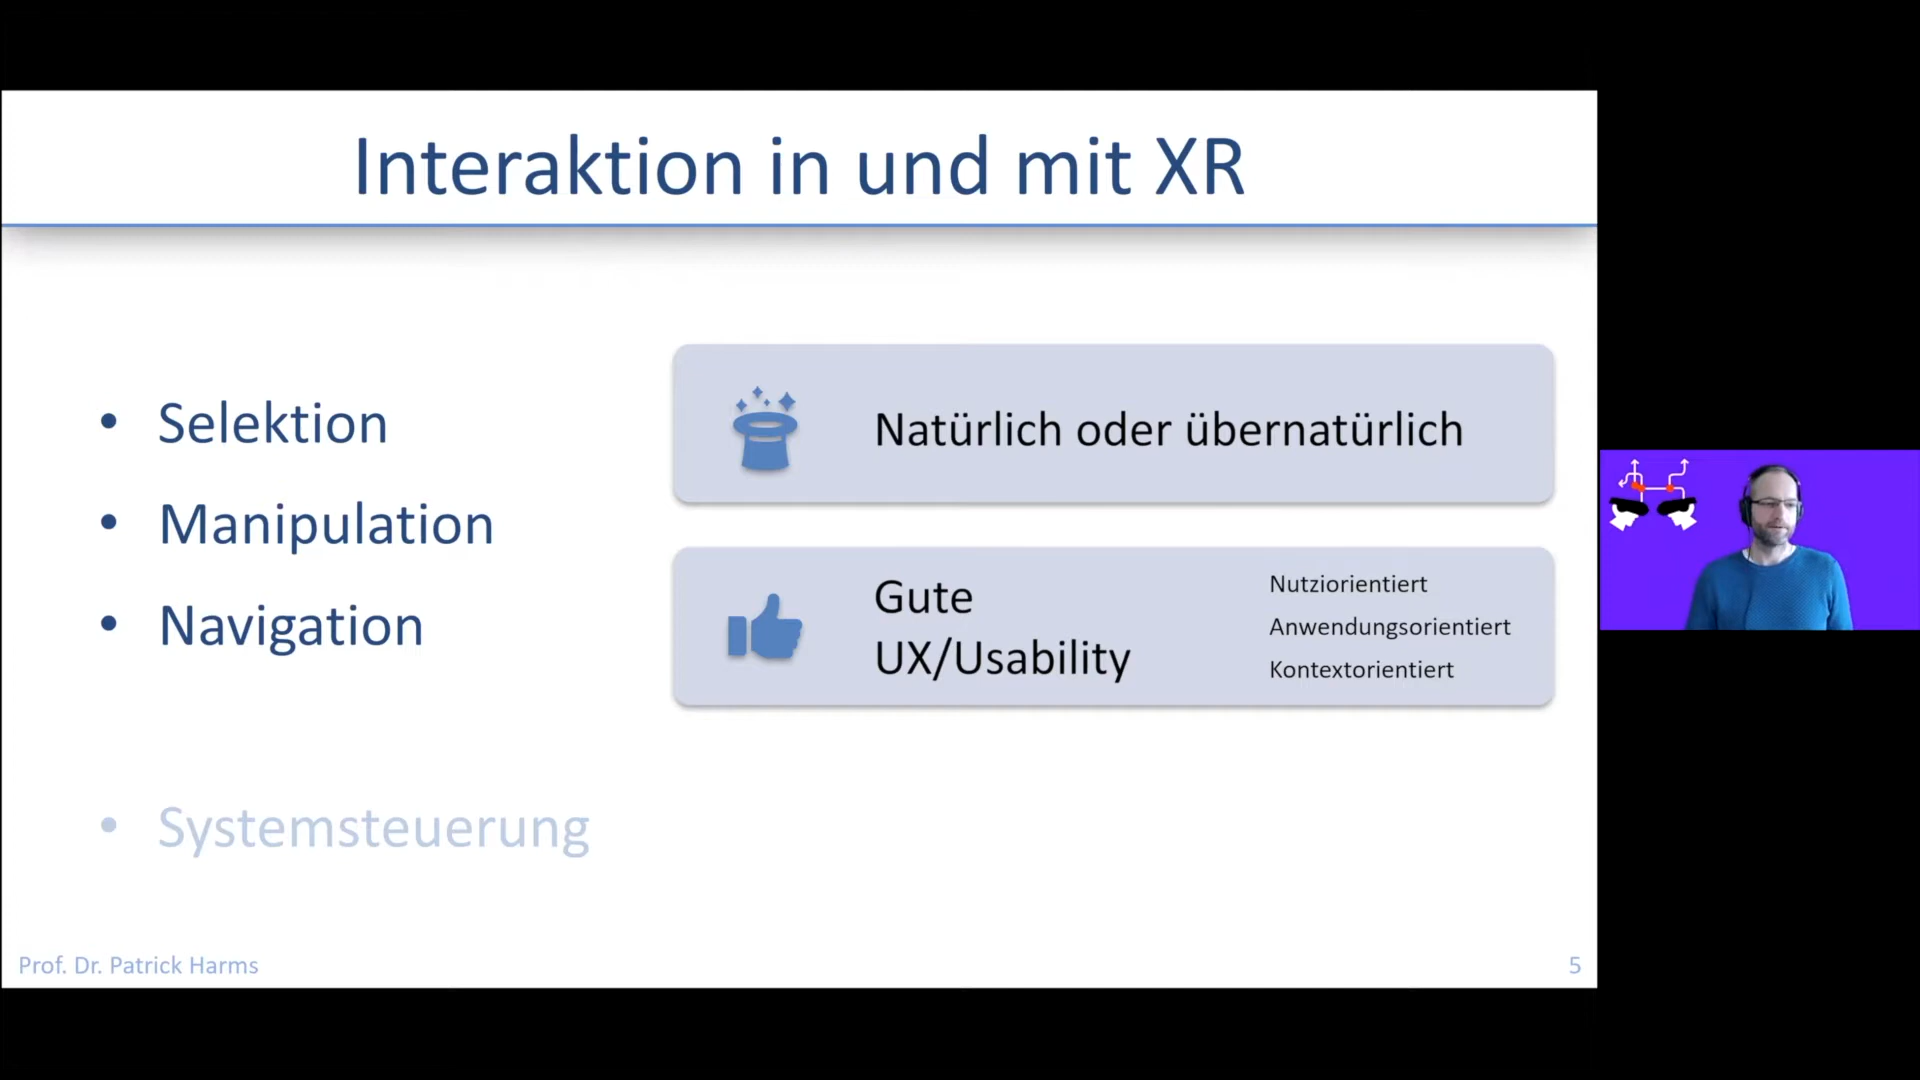 Interaktion in und mit XR
• Selektion
• Manipulation
• Navigation
• Systemsteuerung
Natürlich oder übernatürlich
Gute
UX/Usability
Nutziorientiert
Anwendungsorientiert
Kontextorientiert
Prof. Dr. Patrick Harms
5